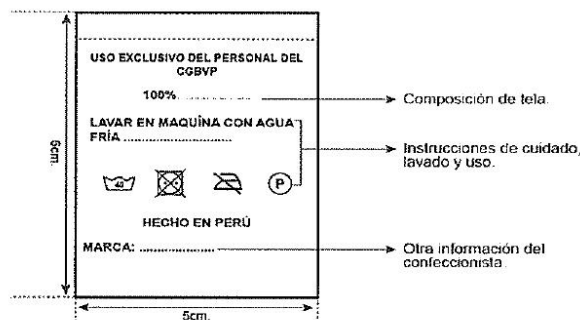 USO EXCLUSIVO DEL PERSONAL DEL
CGBVP
100%. ....................
Composición de tela.
LAVAR EN MAQUÎNA CON AGUA
FRÍA ......................
Instrucciones de cuidado,
lavado y uso.
40
P
HECHO EN PERÚ
MARCA: ................
Otra información del
confeccionista.
6cm.
5cm.